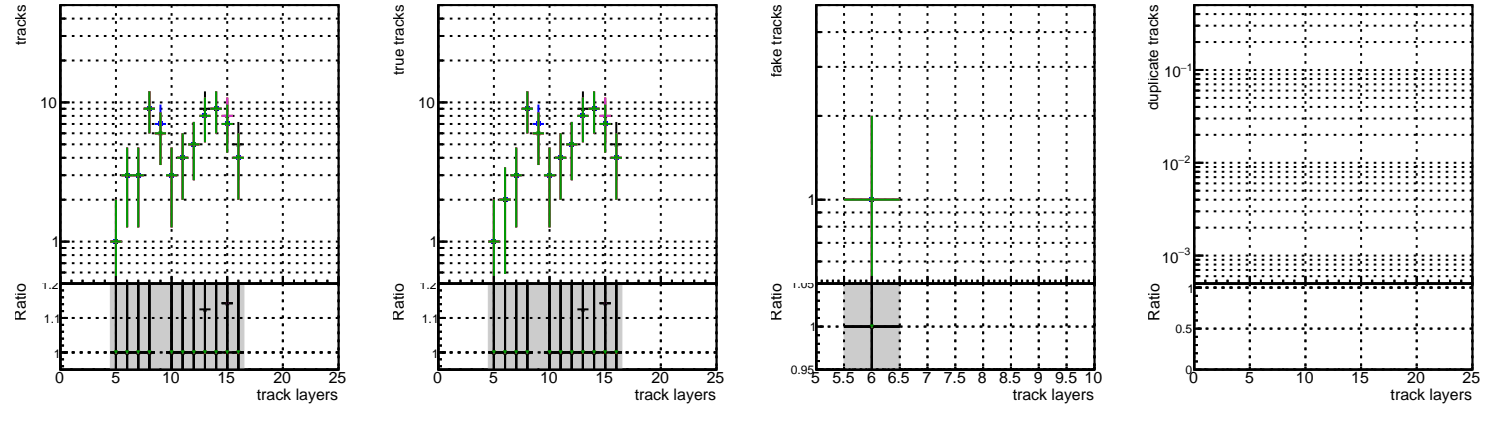 tracks
10
1
Ratio
1.2
1.1
1
0 5 10 15 20 25
track layers
true tracks
10
1
Ratio
1.2
1.1
1
0 5 10 15 20 25
track layers
fake tracks
1
Ratio
1.05
1
0.95
5 5.5 6 6.5 7 7.5 8 8.5 9 9.5 10
track layers
duplicate tracks
10⁻¹
10⁻²
10⁻³
Ratio
1
0.5
0
0 5 10 15 20 25
track layers